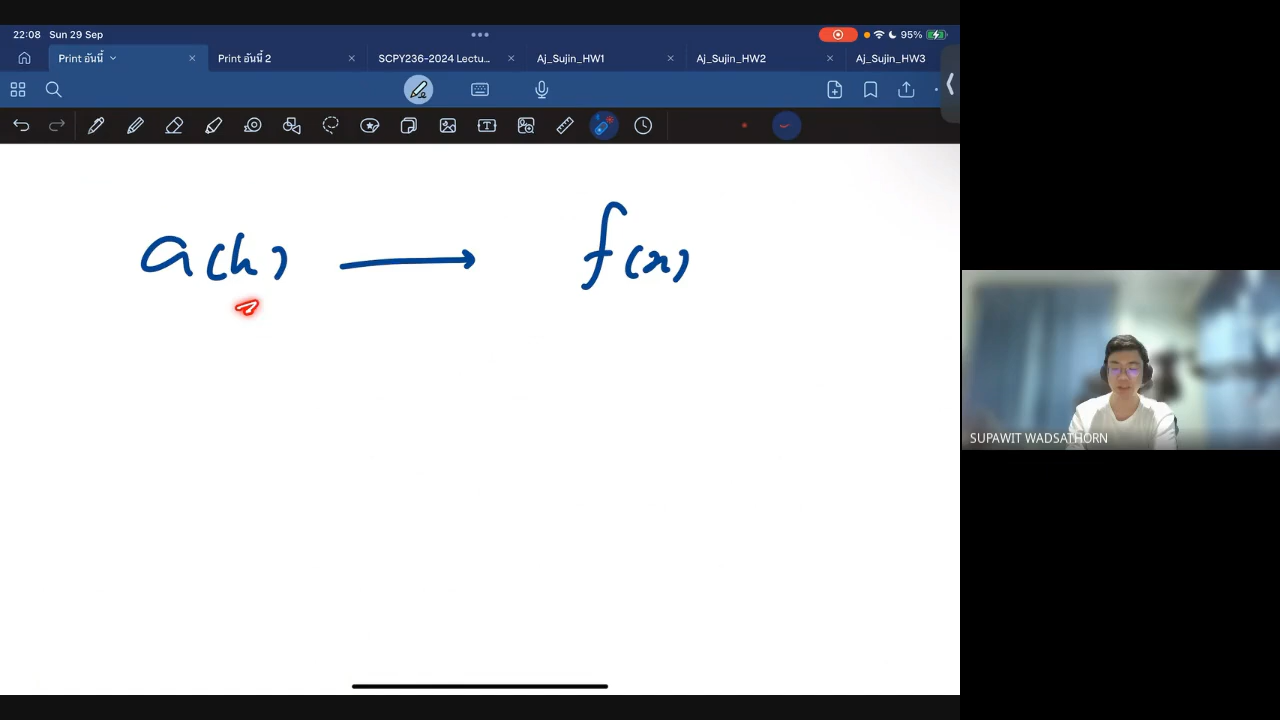 22:08 Sun 29 Sep
95%
Print อันนี้
Print อันนี้ 2
SCPY236-2024 Lectu...
Aj_Sujin_HW1
Aj_Sujin_HW2
Aj_Sujin_HW3
a(k) → f(x)
SUPAWIT WADSATHORN